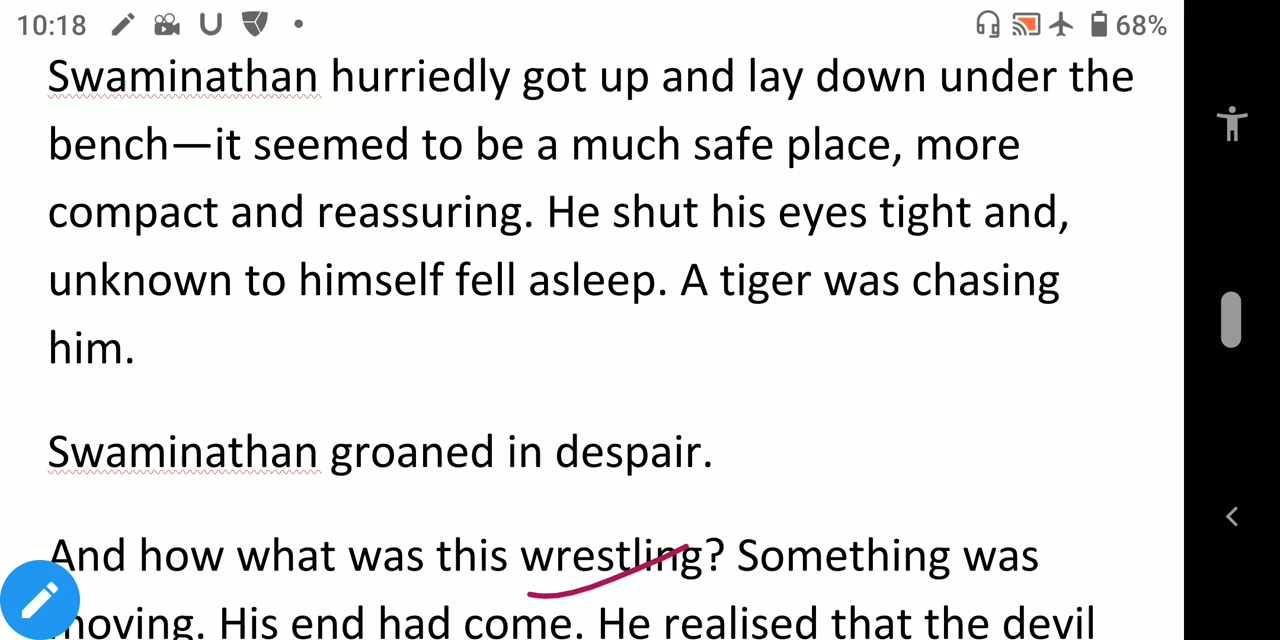 10:18 68%
Swaminathan hurriedly got up and lay down under the
bench—it seemed to be a much safe place, more
compact and reassuring. He shut his eyes tight and,
unknown to himself fell asleep. A tiger was chasing
him.
Swaminathan groaned in despair.
And how what was this wrestling? Something was
moving. His end had come. He realised that the devil